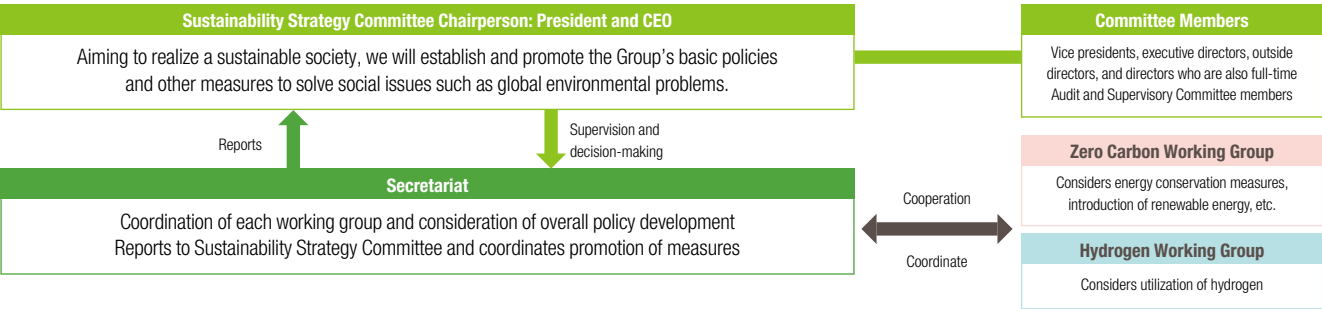 Sustainability Strategy Committee Chairperson: President and CEO
Aiming to realize a sustainable society, we will establish and promote the Group’s basic policies
and other measures to solve social issues such as global environmental problems.
Committee Members
Vice presidents, executive directors, outside
directors, and directors who are also full-time
Audit and Supervisory Committee members
Reports
Supervision and
decision-making
Secretariat
Coordination of each working group and consideration of overall policy development
Reports to Sustainability Strategy Committee and coordinates promotion of measures
Cooperation
Coordinate
Zero Carbon Working Group
Considers energy conservation measures,
introduction of renewable energy, etc.
Hydrogen Working Group
Considers utilization of hydrogen